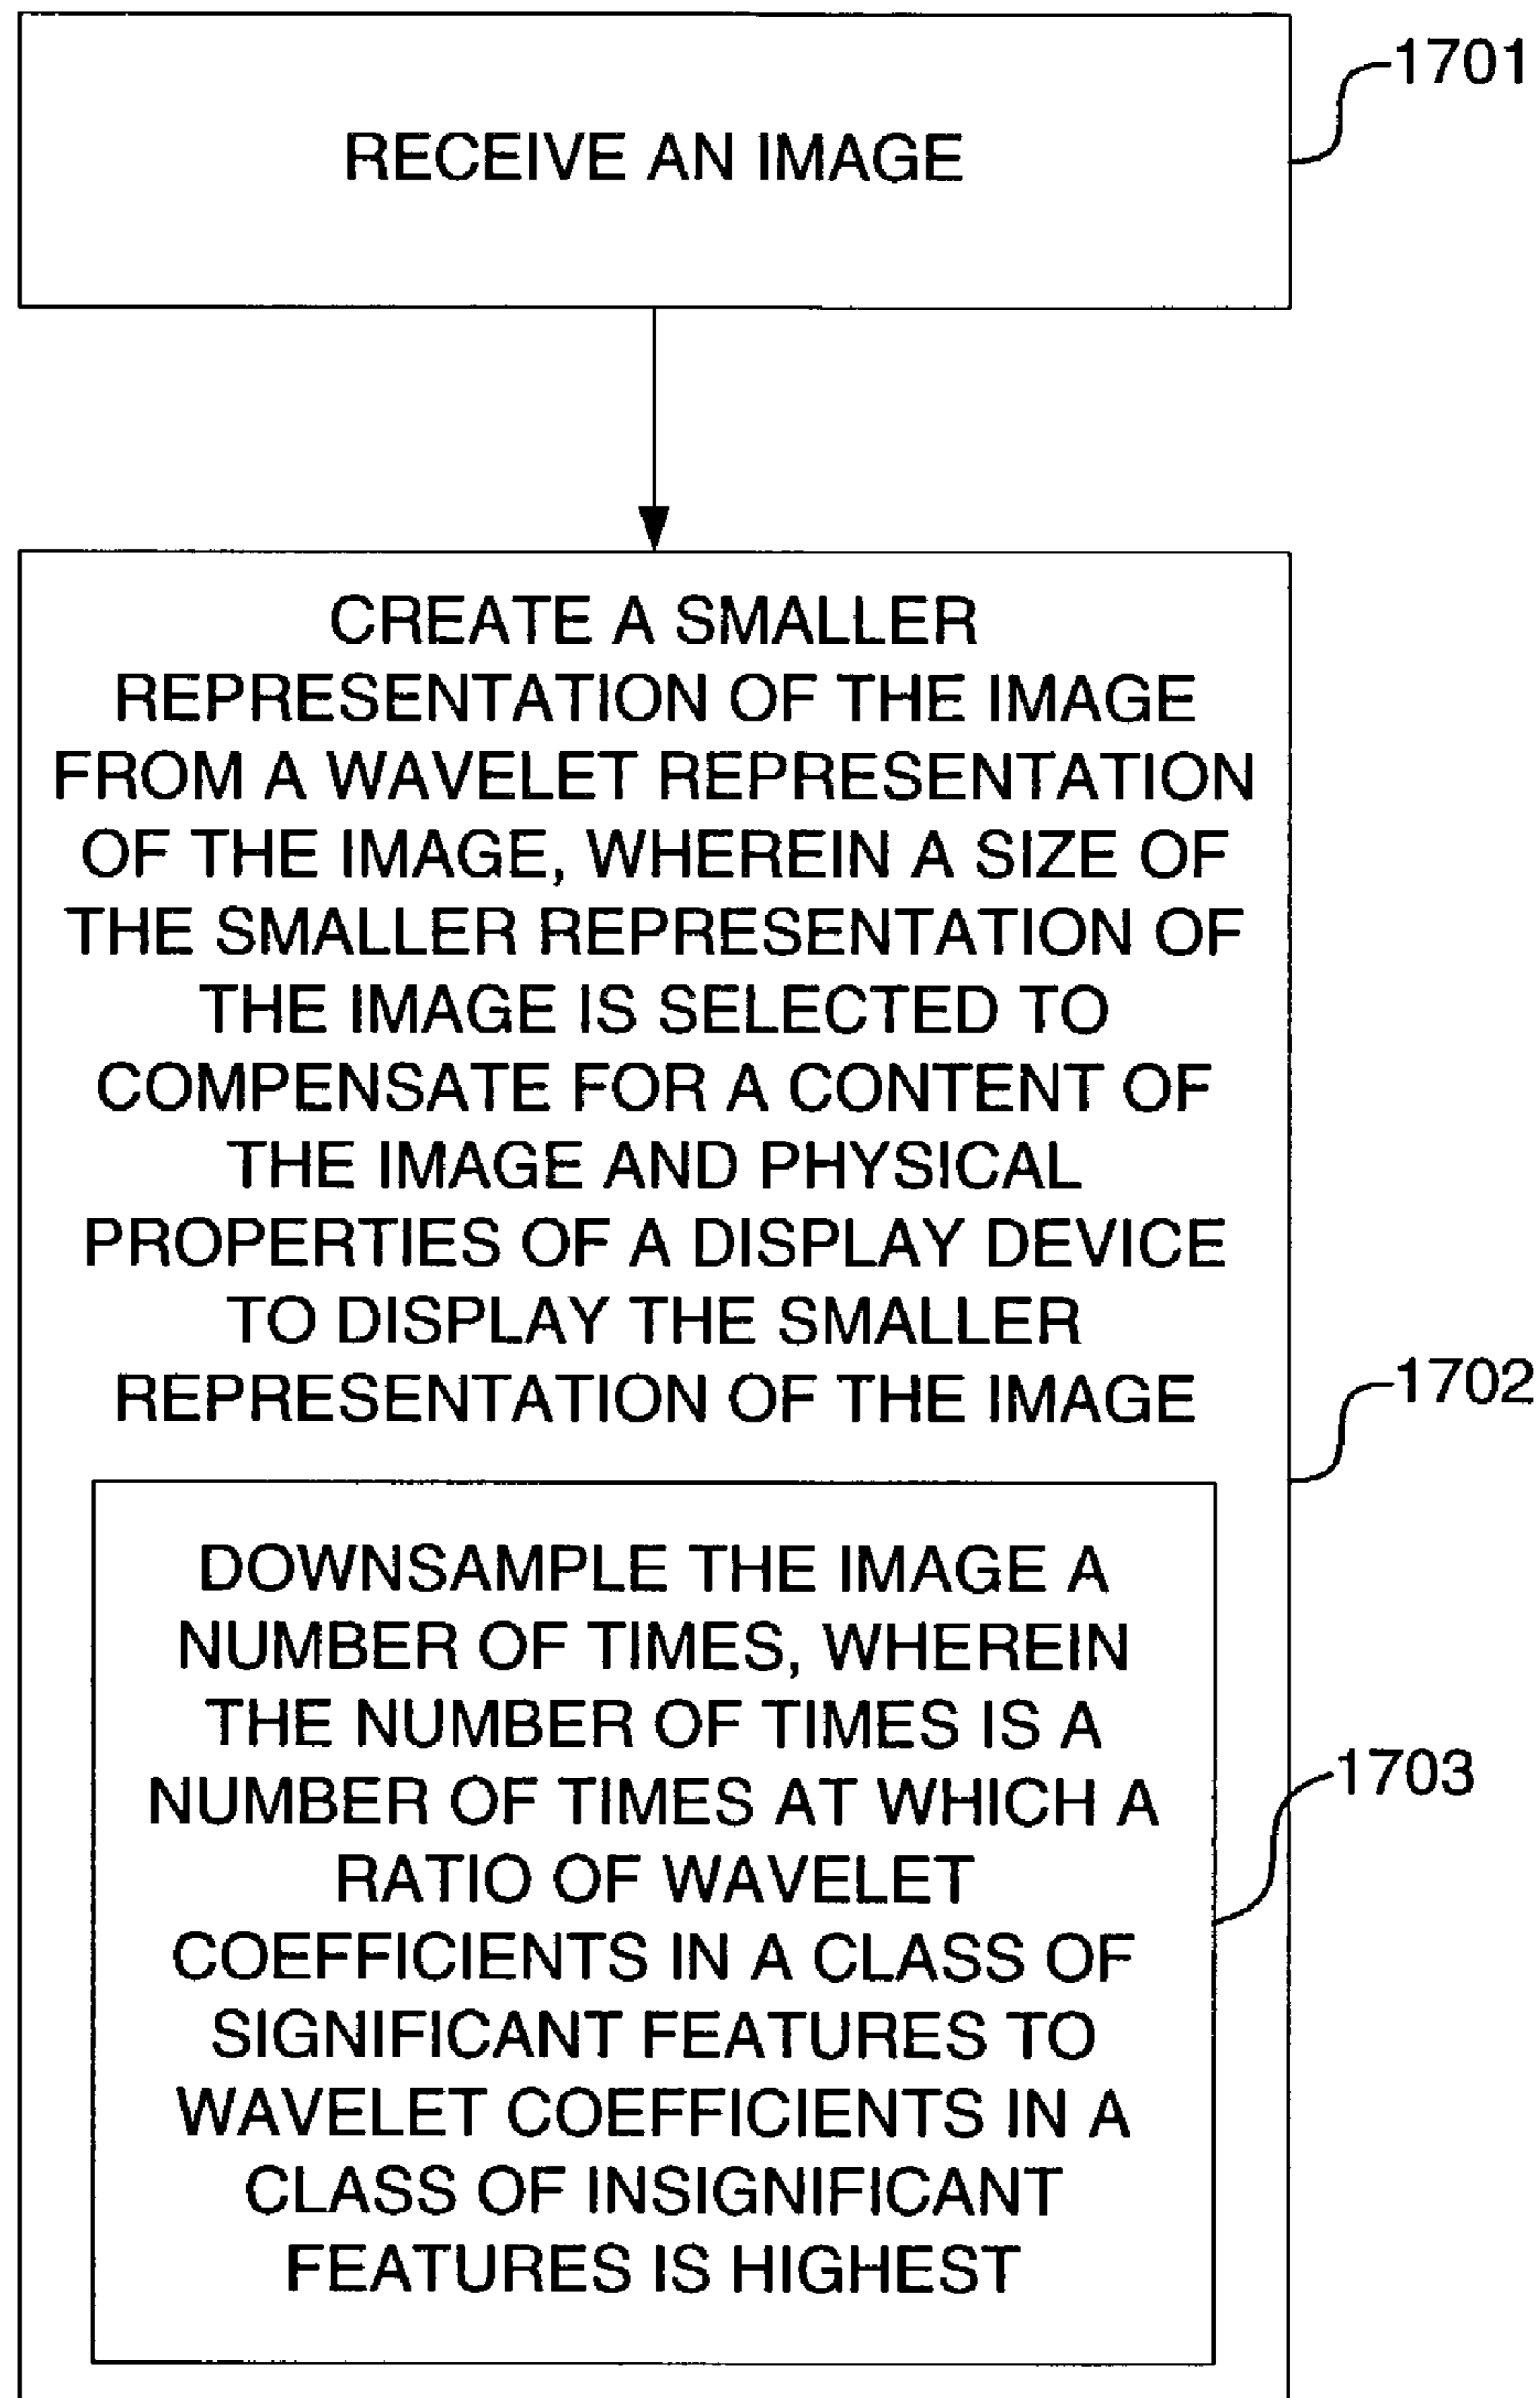 RECEIVE AN IMAGE
1701
CREATE A SMALLER
REPRESENTATION OF THE IMAGE
FROM A WAVELET REPRESENTATION
OF THE IMAGE, WHEREIN A SIZE OF
THE SMALLER REPRESENTATION OF
THE IMAGE IS SELECTED TO
COMPENSATE FOR A CONTENT OF
THE IMAGE AND PHYSICAL
PROPERTIES OF A DISPLAY DEVICE
TO DISPLAY THE SMALLER
REPRESENTATION OF THE IMAGE
1702
DOWNSAMPLE THE IMAGE A
NUMBER OF TIMES, WHEREIN
THE NUMBER OF TIMES IS A
NUMBER OF TIMES AT WHICH A
RATIO OF WAVELET
COEFFICIENTS IN A CLASS OF
SIGNIFICANT FEATURES TO
WAVELET COEFFICIENTS IN A
CLASS OF INSIGNIFICANT
FEATURES IS HIGHEST
1703